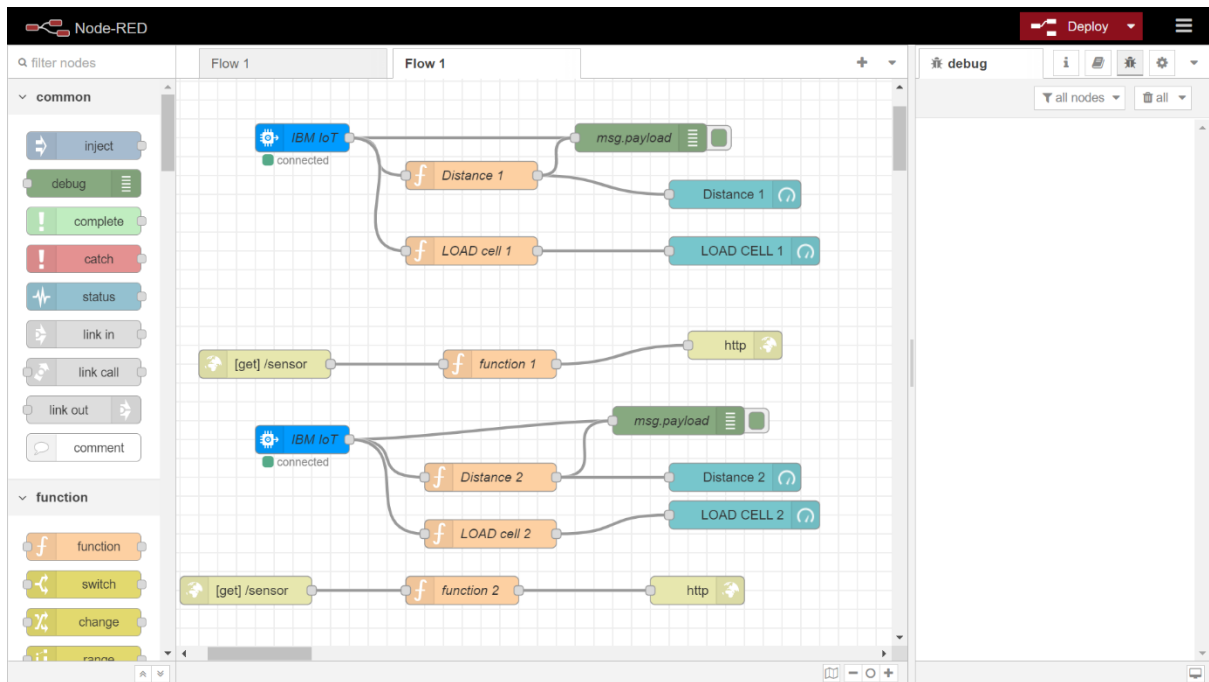 Node-RED
Deploy
filter nodes
Flow 1
Flow 1
debug
i
all nodes
all
common
inject
debug
complete
catch
status
link in
link call
link out
comment
function
function
switch
change
range
IBM IoT
connected
msg.payload
Distance 1
Distance 1
LOAD cell 1
LOAD CELL 1
[get] /sensor
function 1
http
IBM IoT
connected
msg.payload
Distance 2
Distance 2
LOAD CELL 2
LOAD cell 2
[get] /sensor
function 2
http